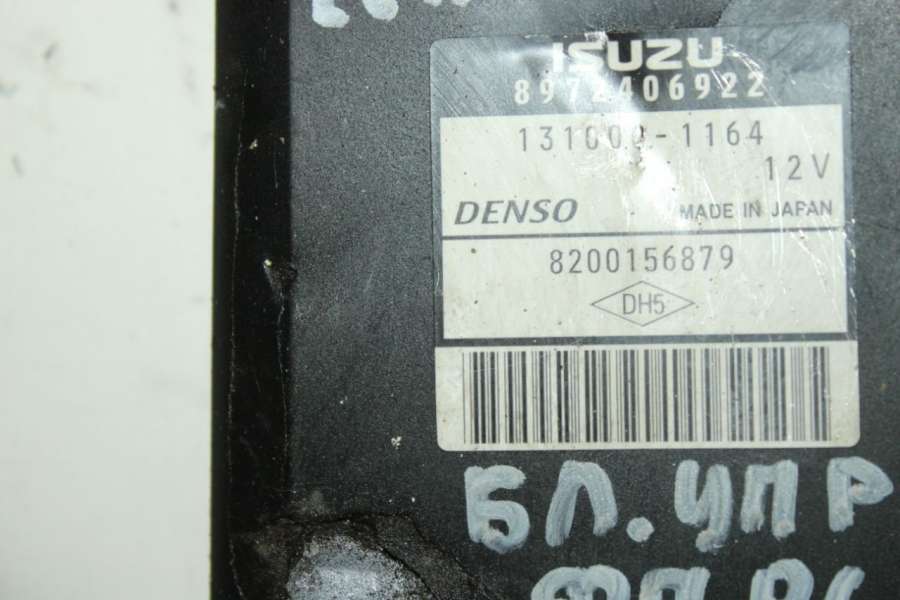 ISUZU
8972406922
131000-1164
12V
DENSO MADE IN JAPAN
8200156879
DH5
БЛ. УПР